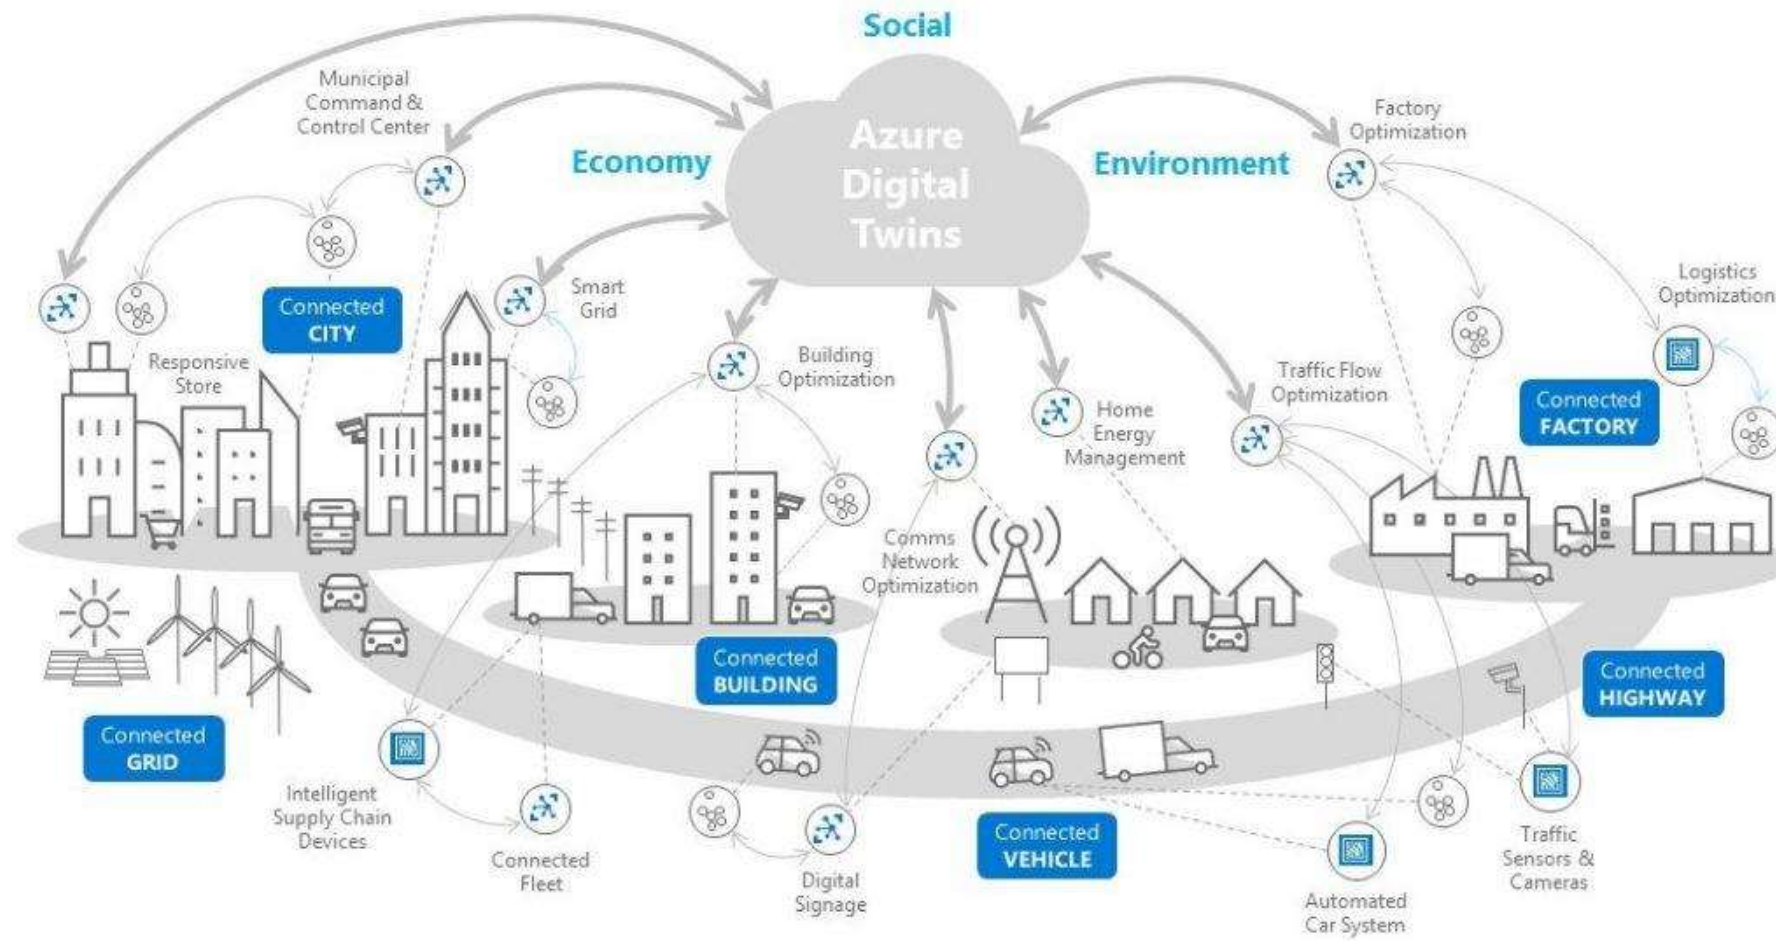 Social
Municipal
Command &
Control Center
Economy
Azure
Digital
Twins
Environment
Factory
Optimization
Connected
CITY
Smart
Grid
Logistics
Optimization
Responsive
Store
Building
Optimization
Traffic Flow
Optimization
Home
Energy
Management
Connected
FACTORY
Comms
Network
Optimization
Connected
BUILDING
Connected
HIGHWAY
Connected
GRID
Intelligent
Supply Chain
Devices
Connected
Fleet
Digital
Signage
Connected
VEHICLE
Automated
Car System
Traffic
Sensors &
Cameras